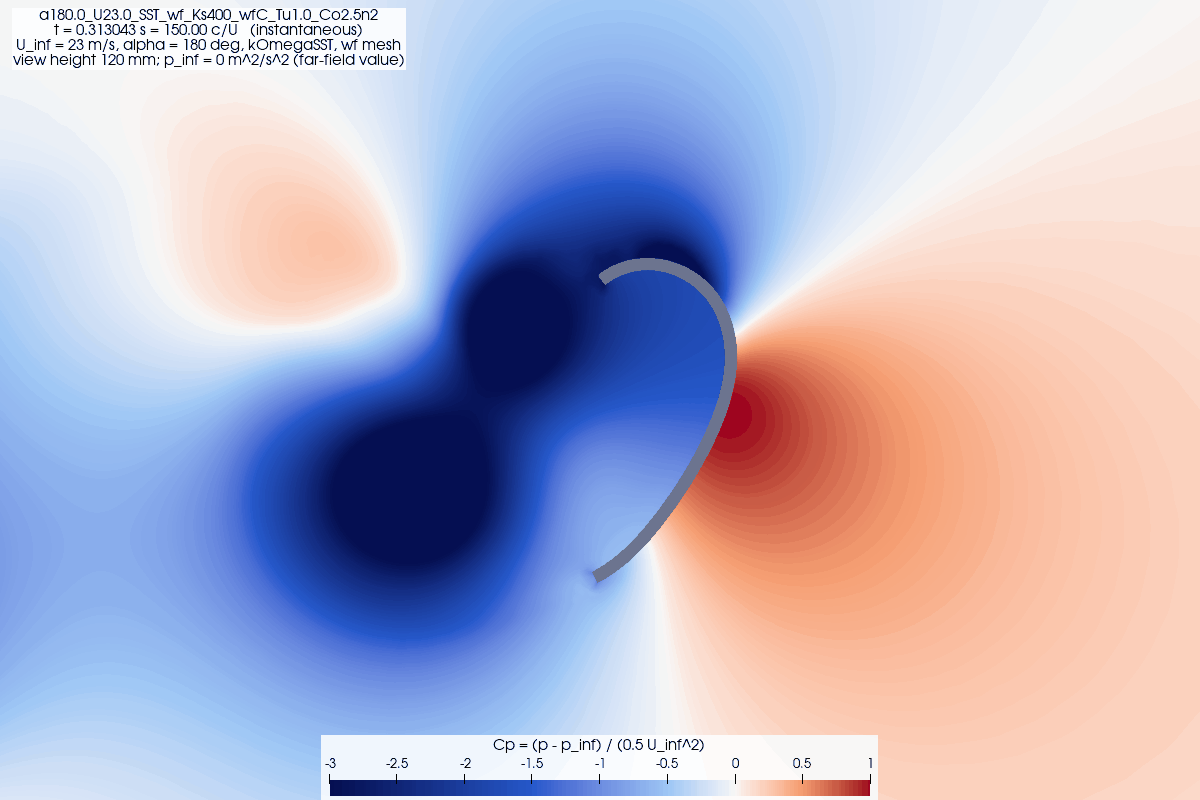 a180.0_U23.0_SST_wf_Ks400_wfC_Tu1.0_Co2.5n2
t = 0.313043 s = 150.00 c/U (instantaneous)
U_inf = 23 m/s, alpha = 180 deg, kOmegaSST, wf mesh
view height 120 mm; p_inf = 0 m^2/s^2 (far-field value)
Cp = (p - p_inf) / (0.5 U_inf^2)
-3 -2.5 -2 -1.5 -1 -0.5 0 0.5 1